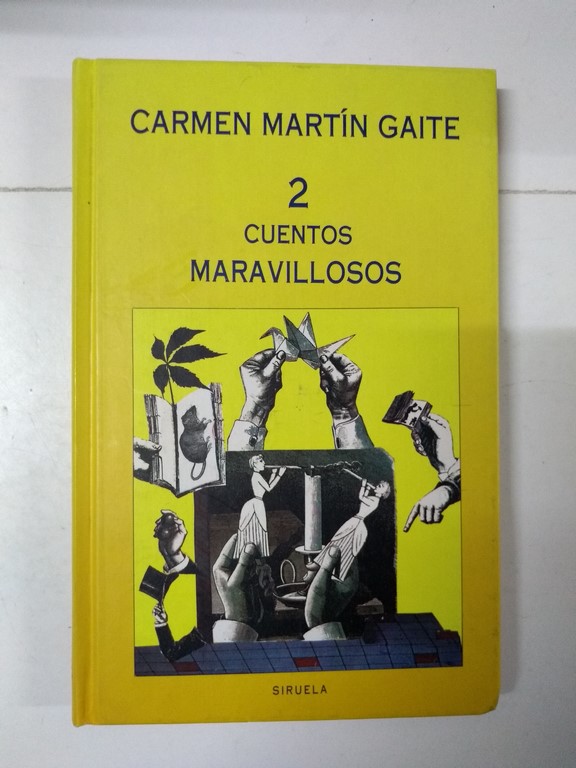 CARMEN MARTÍN GAITE
2
CUENTOS
MARAVILLOSOS
SIRUELA